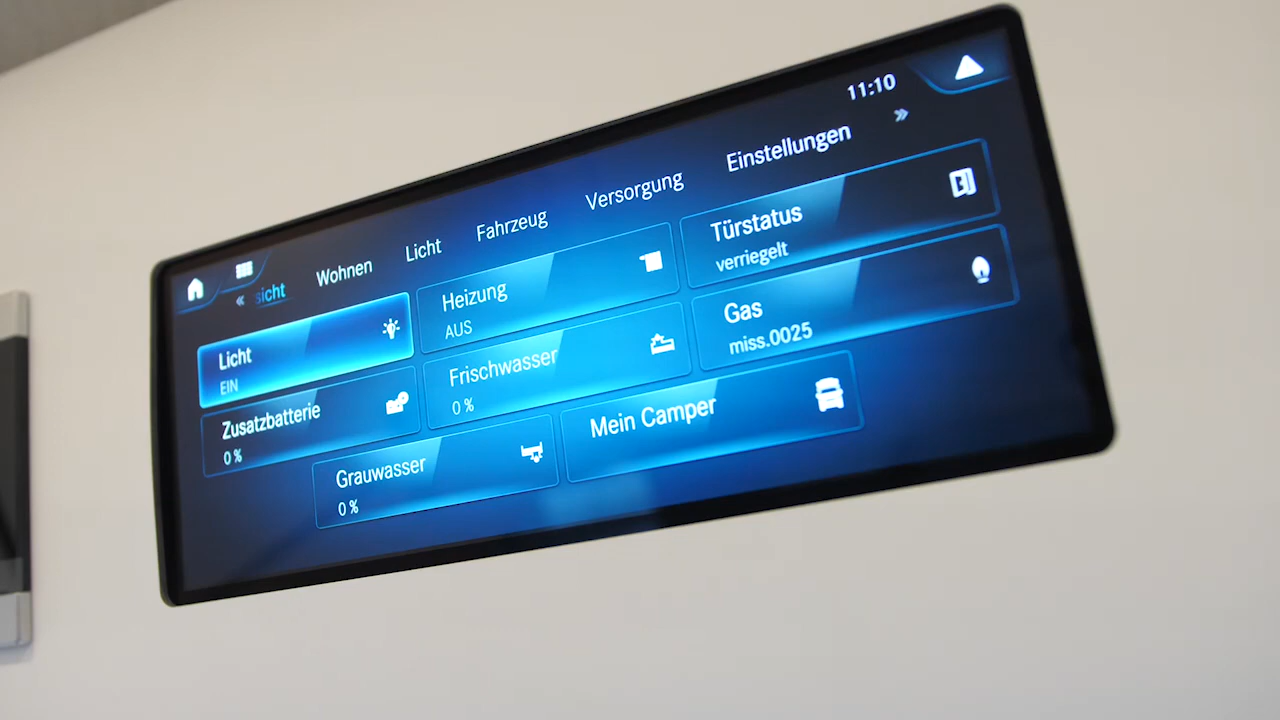 11:10
« sicht Wohnen Licht Fahrzeug Versorgung Einstellungen »
Licht
EIN
Heizung
AUS
Türstatus
verriegelt
Zusatzbatterie
0 %
Frischwasser
0 %
Gas
miss.0025
Grauwasser
0 %
Mein Camper